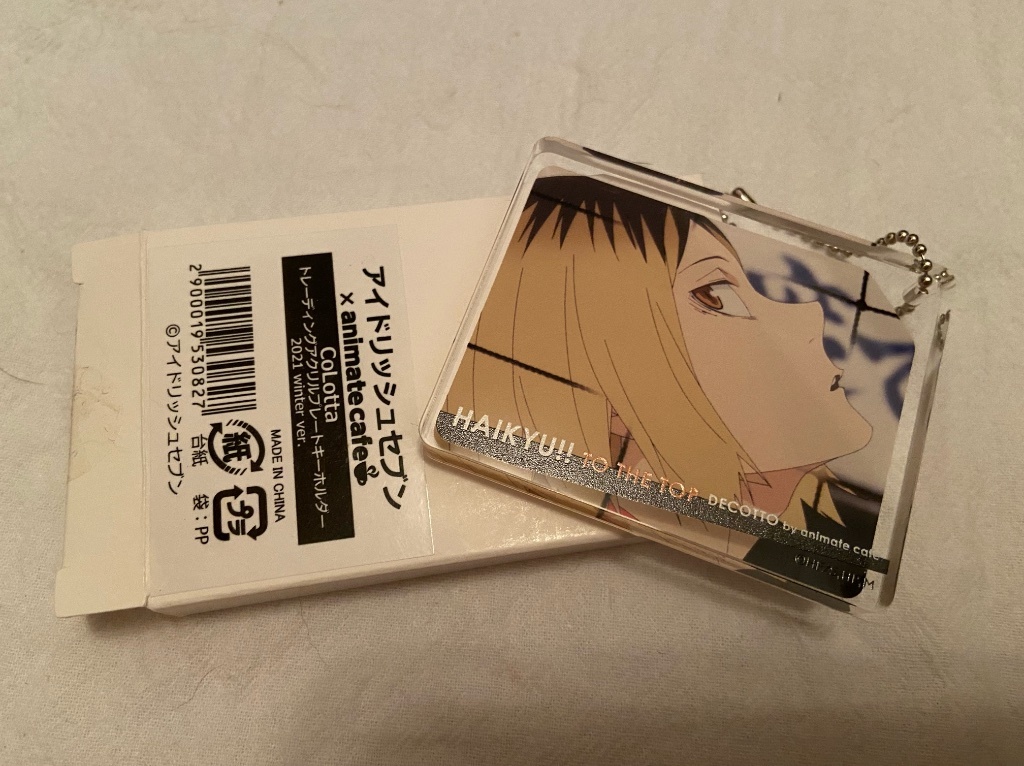 アイドリッシュセブン
× animatecafe
CoLotta
トレーディングアクリルプレートキーホルダー
2021 winter ver.
MADE IN CHINA
紙 プラ
台紙 袋：PP
2900019530827
©アイドリッシュセブン
HAIKYU!! TO THE TOP DECOTTO by animate cafe